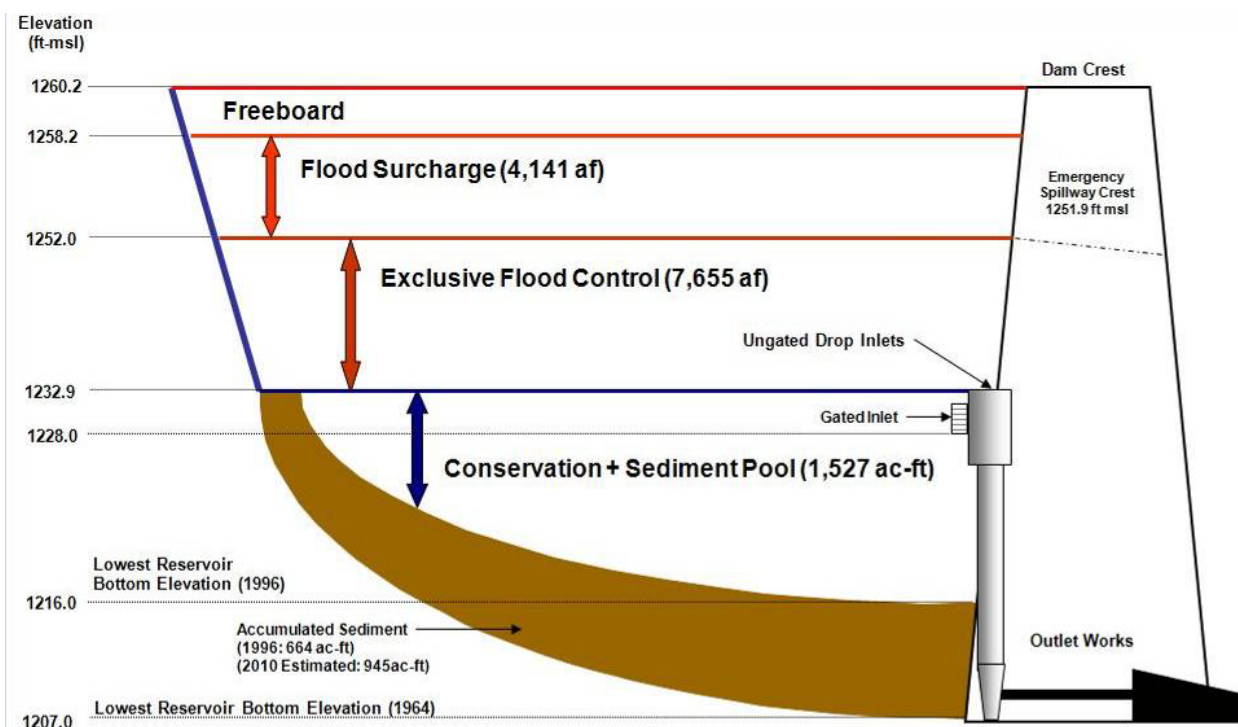 Elevation
(ft-msl)
1260.2
Dam Crest
Freeboard
1258.2
Flood Surcharge (4,141 af)
Emergency
Spillway Crest
1251.9 ft msl
1252.0
Exclusive Flood Control (7,655 af)
Ungated Drop Inlets
1232.9
Gated Inlet
1228.0
Conservation + Sediment Pool (1,527 ac-ft)
Lowest Reservoir
Bottom Elevation (1996)
1216.0
Accumulated Sediment
(1996: 664 ac-ft)
(2010 Estimated: 945ac-ft)
Outlet Works
Lowest Reservoir Bottom Elevation (1964)
1207.0